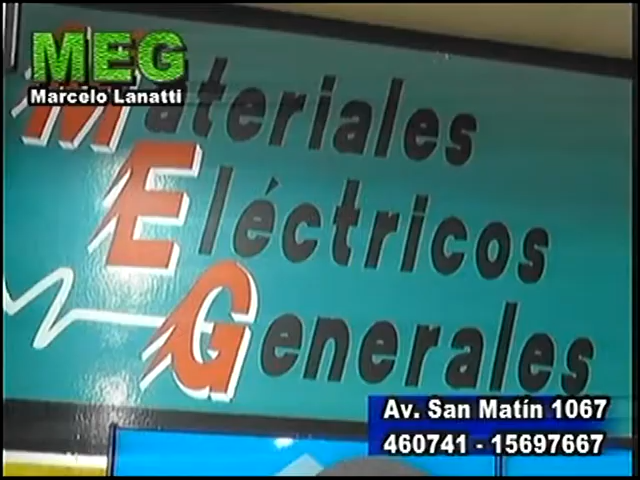 MEG
Marcelo Lanatti
Materiales
Eléctricos
Generales
Av. San Matín 1067
460741 - 15697667